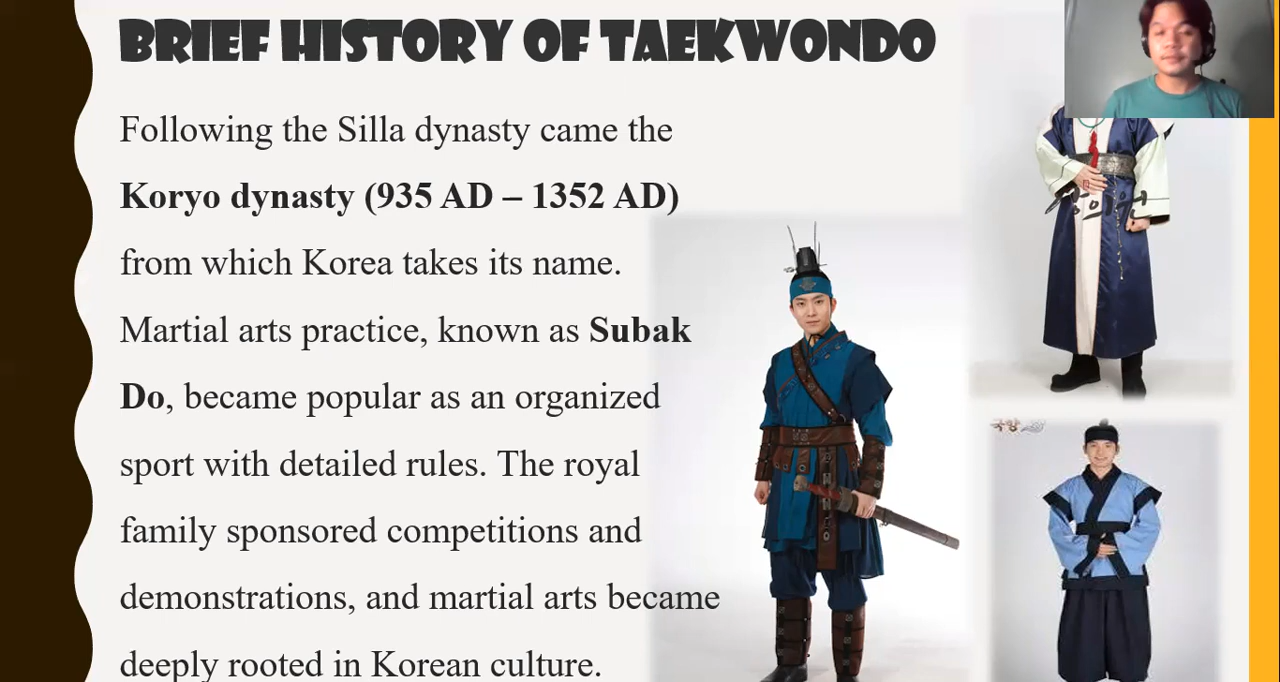 BRIEF HISTORY OF TAEKWONDO
Following the Silla dynasty came the
Koryo dynasty (935 AD – 1352 AD)
from which Korea takes its name.
Martial arts practice, known as Subak
Do, became popular as an organized
sport with detailed rules. The royal
family sponsored competitions and
demonstrations, and martial arts became
deeply rooted in Korean culture.